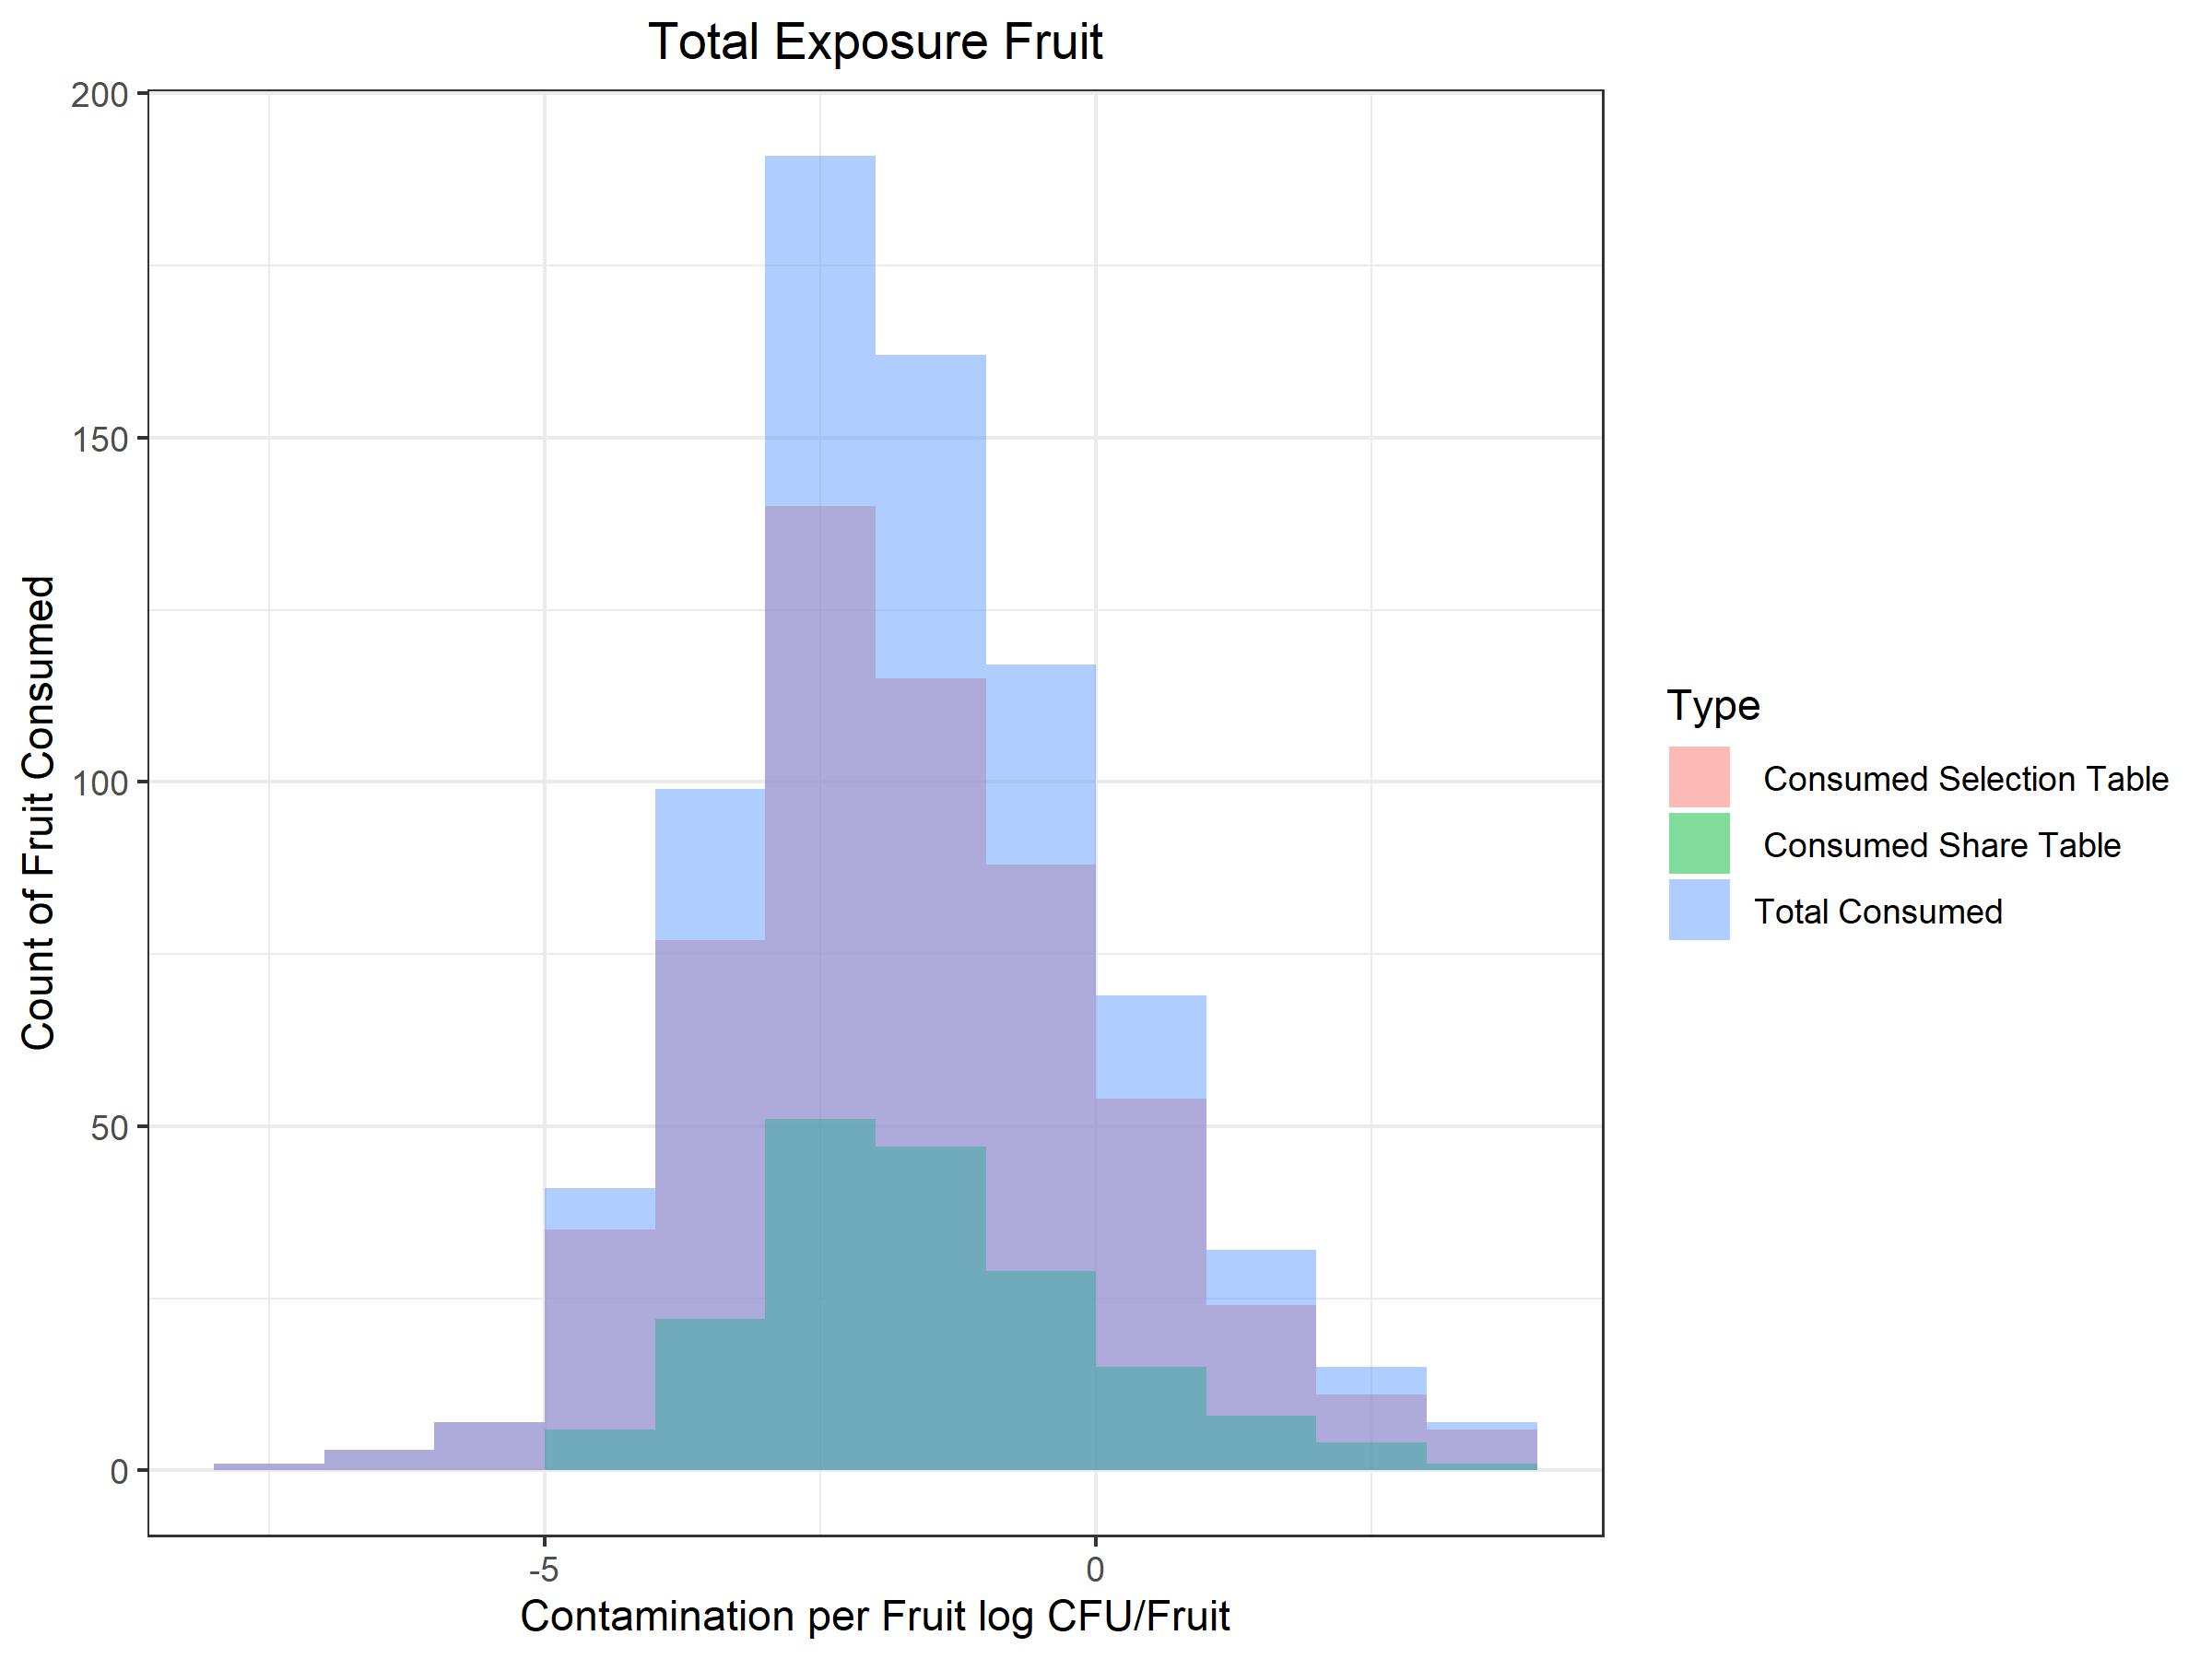 Total Exposure Fruit
200
150
100
50
0
Count of Fruit Consumed
-5
0
Contamination per Fruit log CFU/Fruit
Type
Consumed Selection Table
Consumed Share Table
Total Consumed